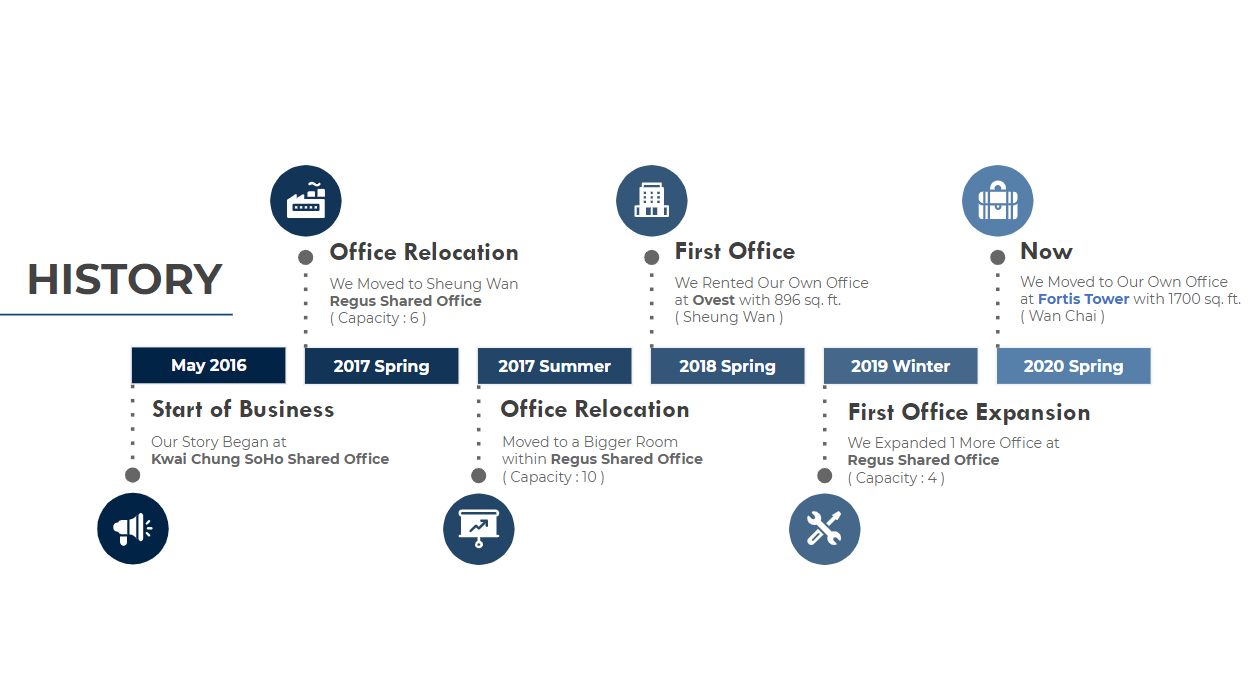 HISTORY
May 2016
Start of Business
Our Story Began at
Kwai Chung SoHo Shared Office
2017 Spring
Office Relocation
We Moved to Sheung Wan
Regus Shared Office
( Capacity : 6 )
2017 Summer
Office Relocation
Moved to a Bigger Room
within Regus Shared Office
( Capacity : 10 )
2018 Spring
First Office
We Rented Our Own Office
at Ovest with 896 sq. ft.
( Sheung Wan )
2019 Winter
First Office Expansion
We Expanded 1 More Office at
Regus Shared Office
( Capacity : 4 )
2020 Spring
Now
We Moved to Our Own Office
at Fortis Tower with 1700 sq. ft.
( Wan Chai )